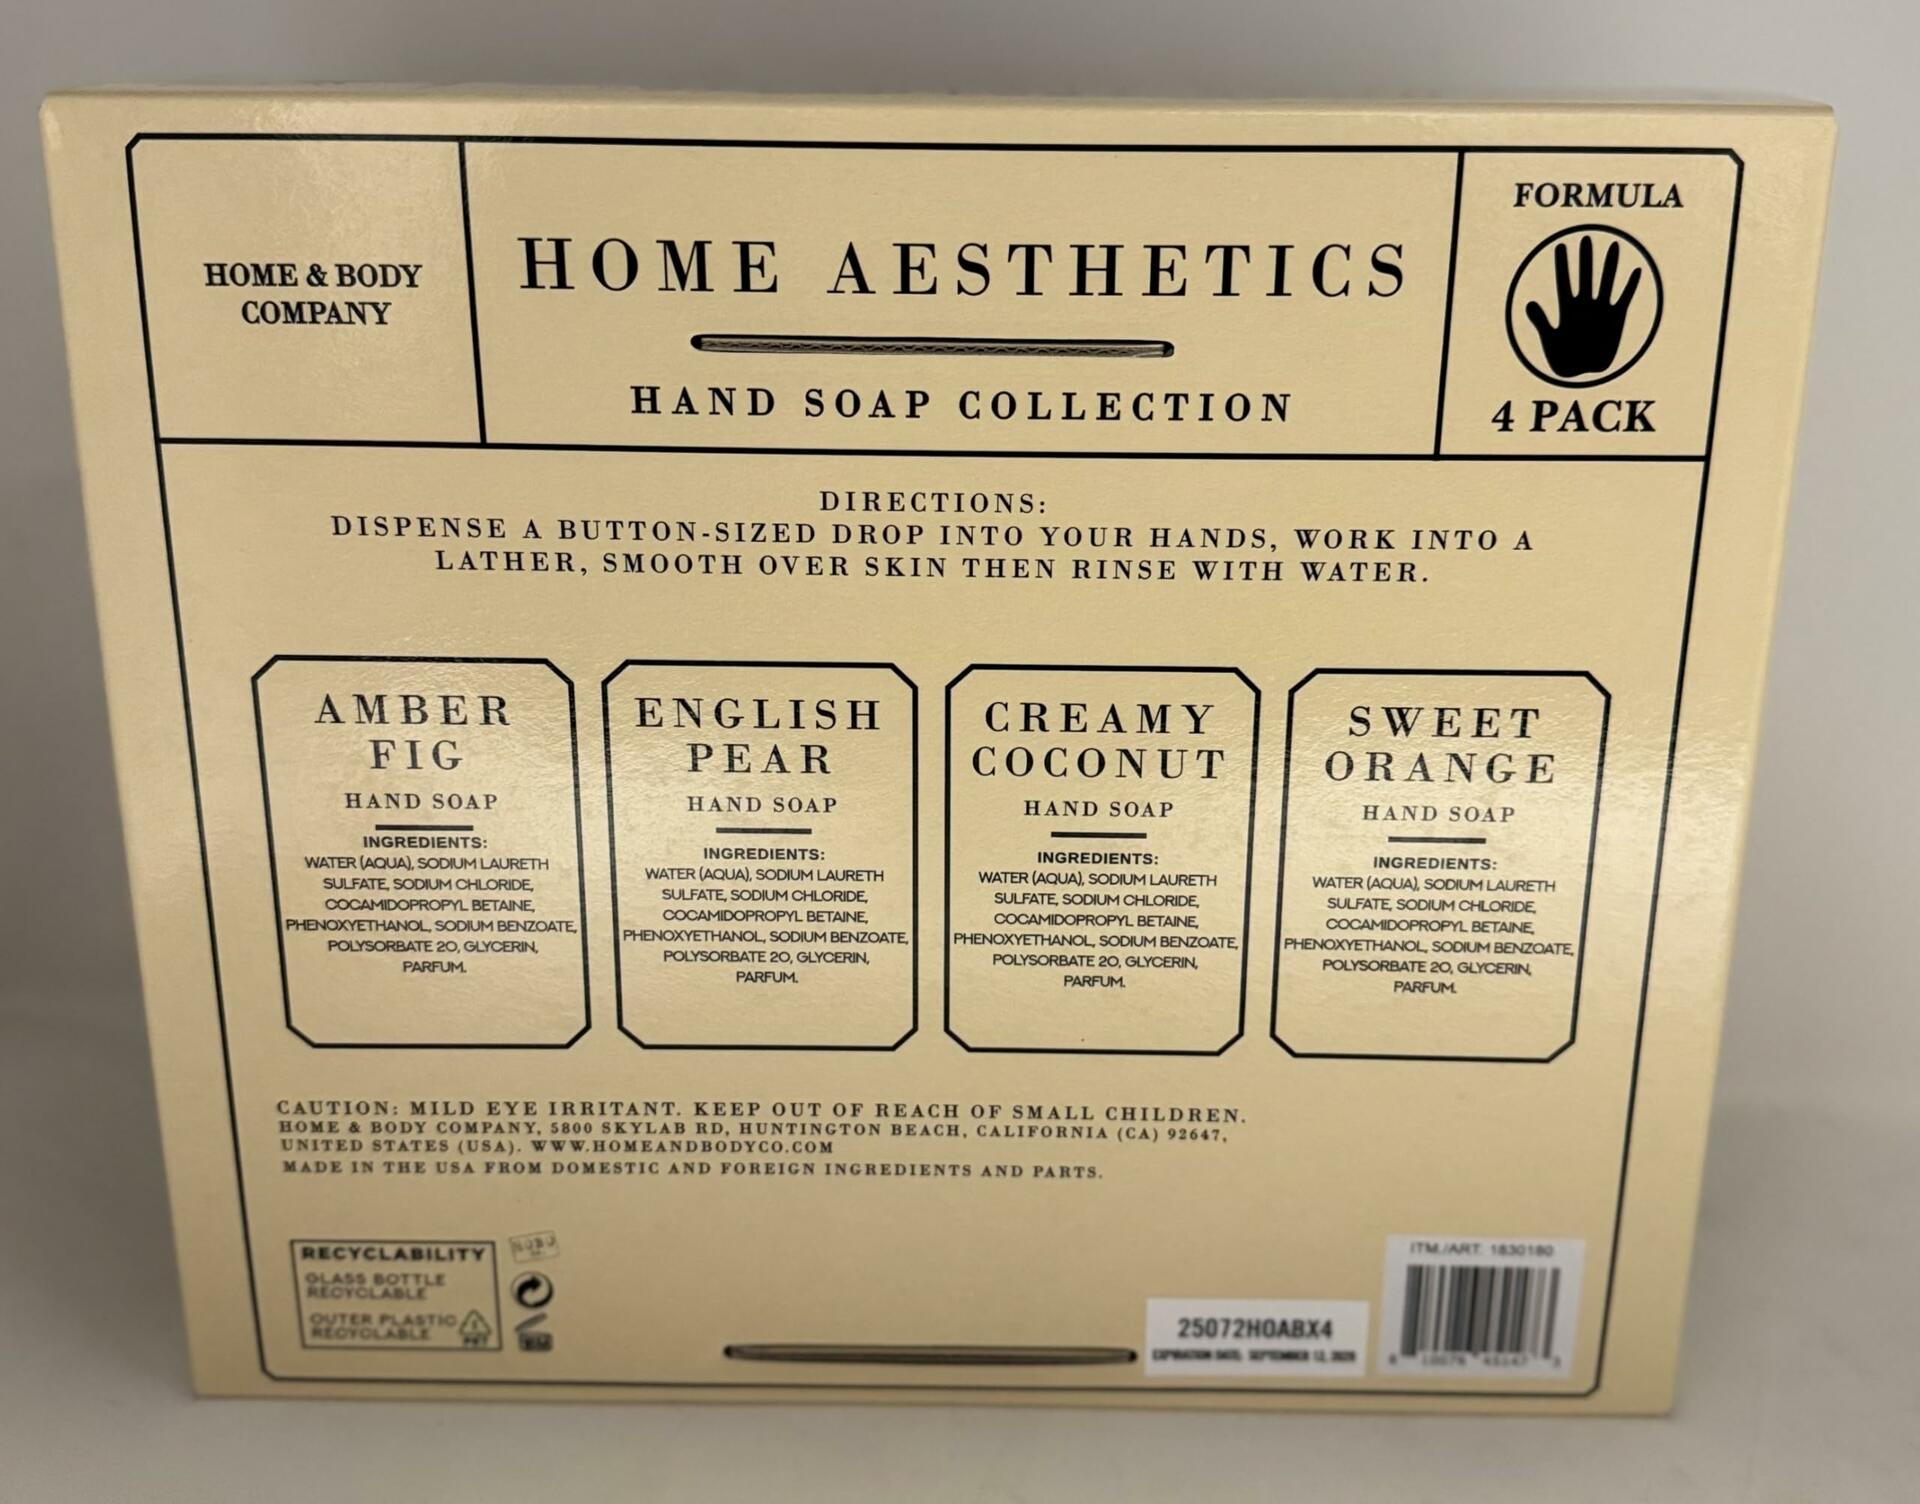 HOME & BODY
COMPANY
HOME AESTHETICS
HAND SOAP COLLECTION
FORMULA
4 PACK
DIRECTIONS:
DISPENSE A BUTTON-SIZED DROP INTO YOUR HANDS, WORK INTO A
LATHER, SMOOTH OVER SKIN THEN RINSE WITH WATER.
AMBER
FIG
HAND SOAP
INGREDIENTS:
WATER (AQUA), SODIUM LAURETH
SULFATE, SODIUM CHLORIDE,
COCAMIDOPROPYL BETAINE,
PHENOXYETHANOL, SODIUM BENZOATE,
POLYSORBATE 20, GLYCERIN,
PARFUM.
ENGLISH
PEAR
HAND SOAP
INGREDIENTS:
WATER (AQUA), SODIUM LAURETH
SULFATE, SODIUM CHLORIDE,
COCAMIDOPROPYL BETAINE,
PHENOXYETHANOL, SODIUM BENZOATE,
POLYSORBATE 20, GLYCERIN,
PARFUM.
CREAMY
COCONUT
HAND SOAP
INGREDIENTS:
WATER (AQUA), SODIUM LAURETH
SULFATE, SODIUM CHLORIDE,
COCAMIDOPROPYL BETAINE,
PHENOXYETHANOL, SODIUM BENZOATE,
POLYSORBATE 20, GLYCERIN,
PARFUM.
SWEET
ORANGE
HAND SOAP
INGREDIENTS:
WATER (AQUA), SODIUM LAURETH
SULFATE, SODIUM CHLORIDE,
COCAMIDOPROPYL BETAINE,
PHENOXYETHANOL, SODIUM BENZOATE,
POLYSORBATE 20, GLYCERIN,
PARFUM.
CAUTION: MILD EYE IRRITANT. KEEP OUT OF REACH OF SMALL CHILDREN.
HOME & BODY COMPANY, 5800 SKYLAB RD, HUNTINGTON BEACH, CALIFORNIA (CA) 92647,
UNITED STATES (USA). WWW.HOMEANDBODYCO.COM
MADE IN THE USA FROM DOMESTIC AND FOREIGN INGREDIENTS AND PARTS.
RECYCLABILITY
GLASS BOTTLE
RECYCLABLE
OUTER PLASTIC
RECYCLABLE
1
PET
25072H0ABX4
EXPIRATION DATE: SEPTEMBER 12,
ITM./ART. 1830180